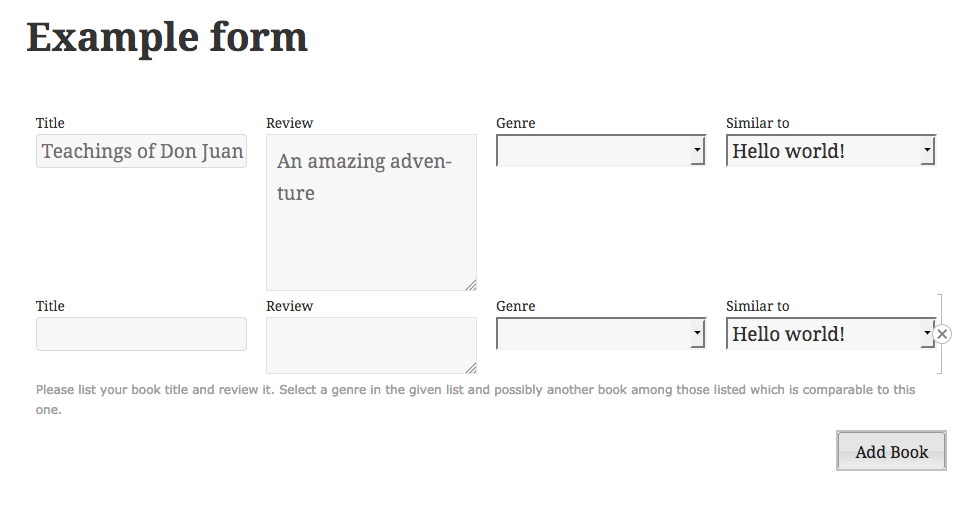 Example form
Title Review Genre Similar to
Teachings of Don Juan An amazing adven- Hello world!
ture
Title Review Genre Similar to
Hello world!
Please list your book title and review it. Select a genre in the given list and possibly another book among those listed which is comparable to this
one.
Add Book